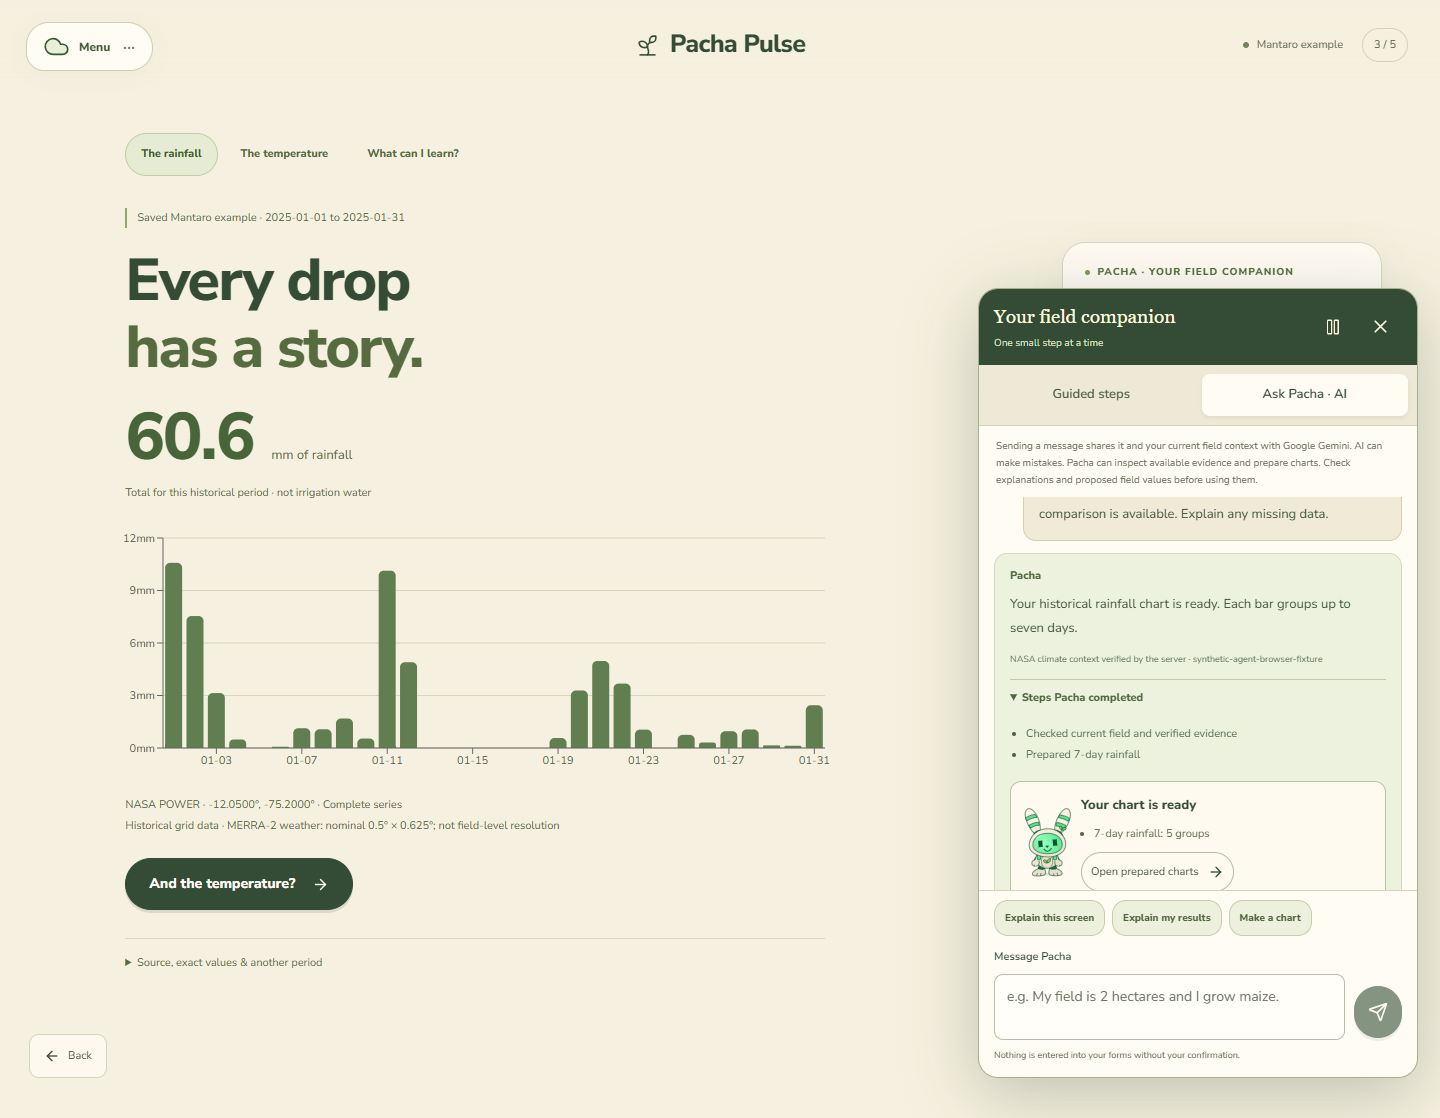 Menu ...
Pacha Pulse
Mantaro example
3 / 5
The rainfall
The temperature
What can I learn?
Saved Mantaro example · 2025-01-01 to 2025-01-31
Every drop
has a story.
60.6 mm of rainfall
Total for this historical period · not irrigation water
12mm
9mm
6mm
3mm
0mm
01-03 01-07 01-11 01-15 01-19 01-23 01-27 01-31
NASA POWER · -12.0500°, -75.2000° · Complete series
Historical grid data · MERRA-2 weather: nominal 0.5° × 0.625°; not field-level resolution
And the temperature?
Source, exact values & another period
Back
PACHA · YOUR FIELD COMPANION
Your field companion
One small step at a time
Guided steps
Ask Pacha · AI
Sending a message shares it and your current field context with Google Gemini. AI can
make mistakes. Pacha can inspect available evidence and prepare charts. Check
explanations and proposed field values before using them.
comparison is available. Explain any missing data.
Pacha
Your historical rainfall chart is ready. Each bar groups up to
seven days.
NASA climate context verified by the server · synthetic-agent-browser-fixture
Steps Pacha completed
Checked current field and verified evidence
Prepared 7-day rainfall
Your chart is ready
7-day rainfall: 5 groups
Open prepared charts
Explain this screen
Explain my results
Make a chart
Message Pacha
e.g. My field is 2 hectares and I grow maize.
Nothing is entered into your forms without your confirmation.